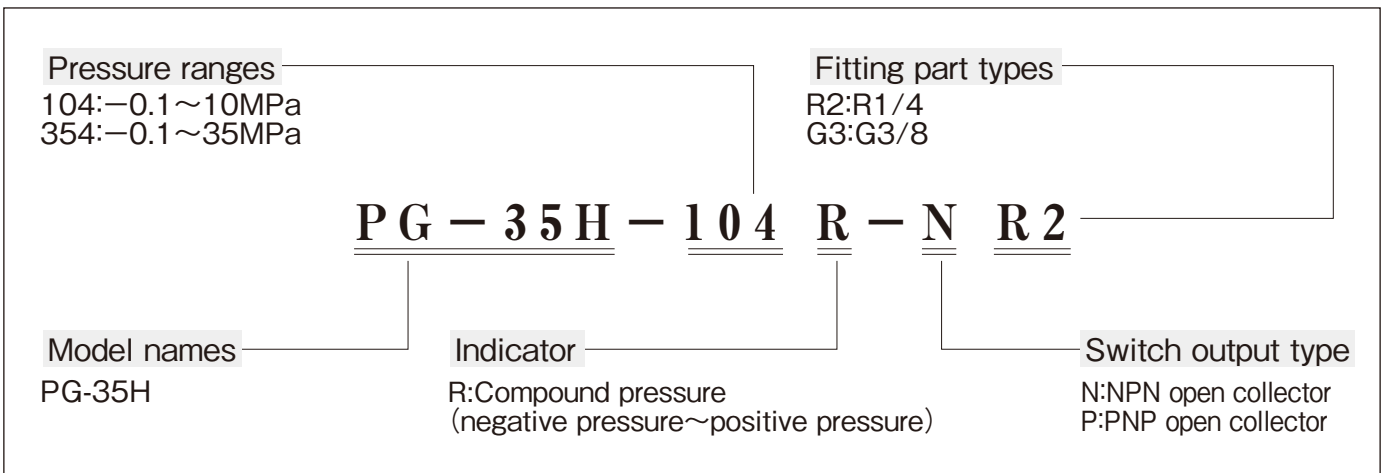 Pressure ranges
104:−0.1～10MPa
354:−0.1～35MPa
Fitting part types
R2:R1/4
G3:G3/8
PG−35H−104 R−N R2
Model names
PG-35H
Indicator
R:Compound pressure
（negative pressure～positive pressure）
Switch output type
N:NPN open collector
P:PNP open collector